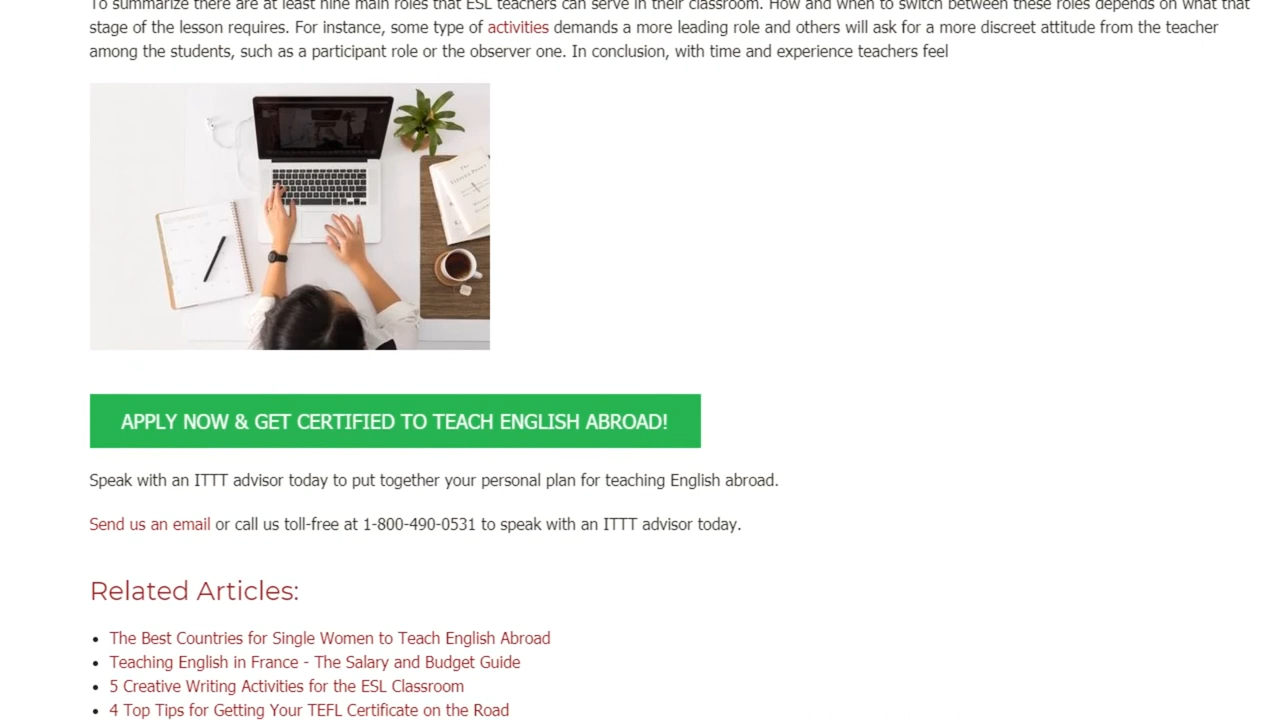 To summarize there are at least nine main roles that ESL teachers can serve in their classroom. How and when to switch between these roles depends on what that
stage of the lesson requires. For instance, some type of activities demands a more leading role and others will ask for a more discreet attitude from the teacher
among the students, such as a participant role or the observer one. In conclusion, with time and experience teachers feel
APPLY NOW & GET CERTIFIED TO TEACH ENGLISH ABROAD!
Speak with an ITTT advisor today to put together your personal plan for teaching English abroad.
Send us an email or call us toll-free at 1-800-490-0531 to speak with an ITTT advisor today.
Related Articles:
The Best Countries for Single Women to Teach English Abroad
Teaching English in France - The Salary and Budget Guide
5 Creative Writing Activities for the ESL Classroom
4 Top Tips for Getting Your TEFL Certificate on the Road